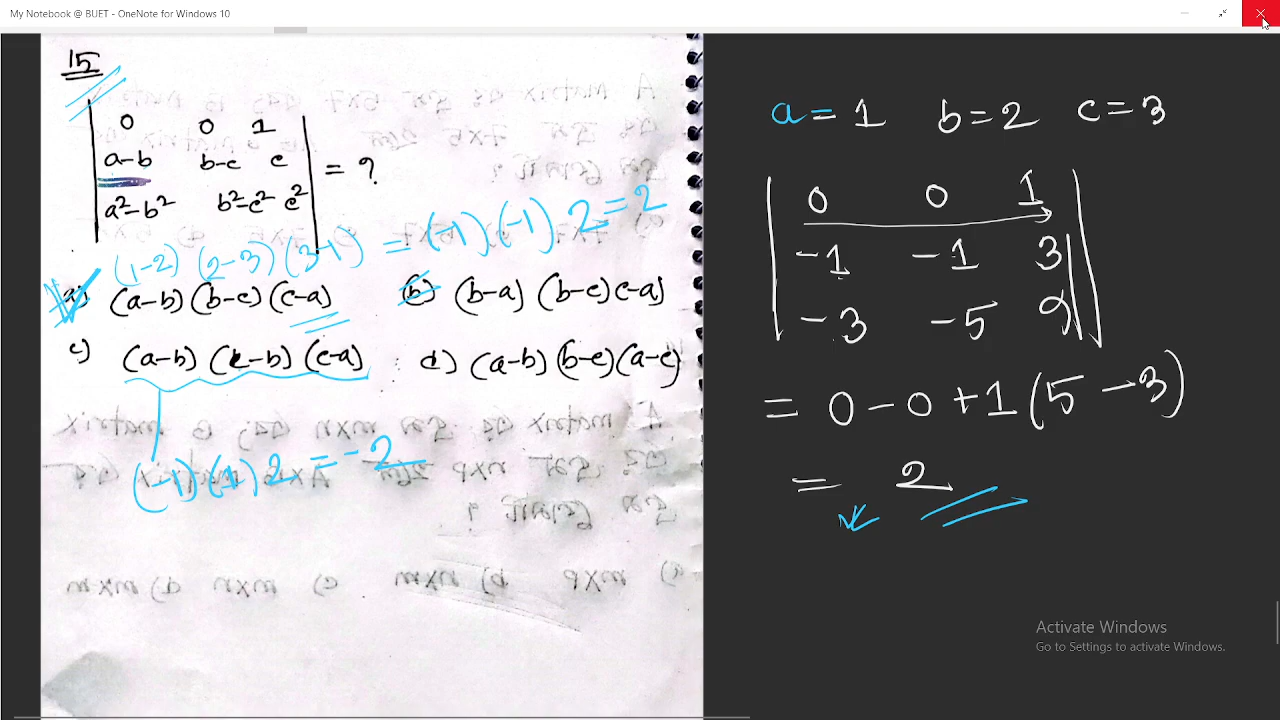 My Notebook @ BUET - OneNote for Windows 10
15
0 0 1
a-b b-c c
a²-b² b²-c² c²
= ?
(1-2) (2-3) (3-1) = (-1) (-1) 2 = 2
a) (a-b) (b-c) (c-a)
b) (b-a) (b-c) c-a)
c) (a-b) (c-b) (c-a)
d) (a-b) (b-c) (a-c)
(-1) (1) 2 = -2
a = 1 b = 2 c = 3
0 0 1
-1 -1 3
-3 -5 9
= 0 - 0 + 1 (5 - 3)
= 2
Activate Windows
Go to Settings to activate Windows.